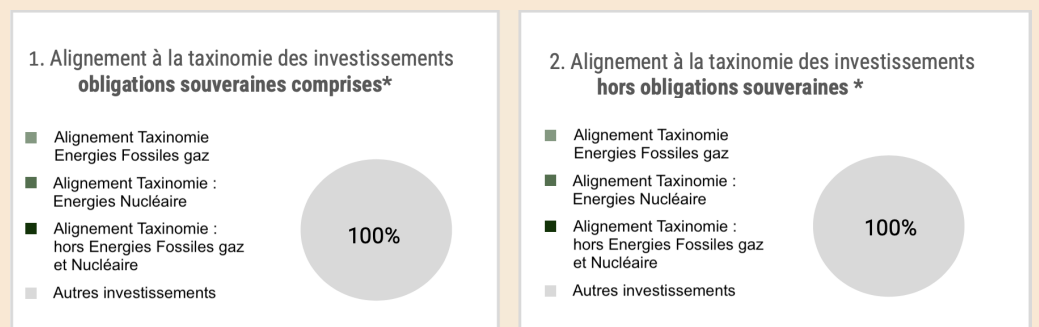 1. Alignement à la taxinomie des investissements
obligations souveraines comprises*
Alignement Taxinomie
Energies Fossiles gaz
Alignement Taxinomie :
Energies Nucléaire
Alignement Taxinomie :
hors Energies Fossiles gaz
et Nucléaire
Autres investissements
100%
2. Alignement à la taxinomie des investissements
hors obligations souveraines *
Alignement Taxinomie
Energies Fossiles gaz
Alignement Taxinomie :
Energies Nucléaire
Alignement Taxinomie :
hors Energies Fossiles gaz
et Nucléaire
Autres investissements
100%